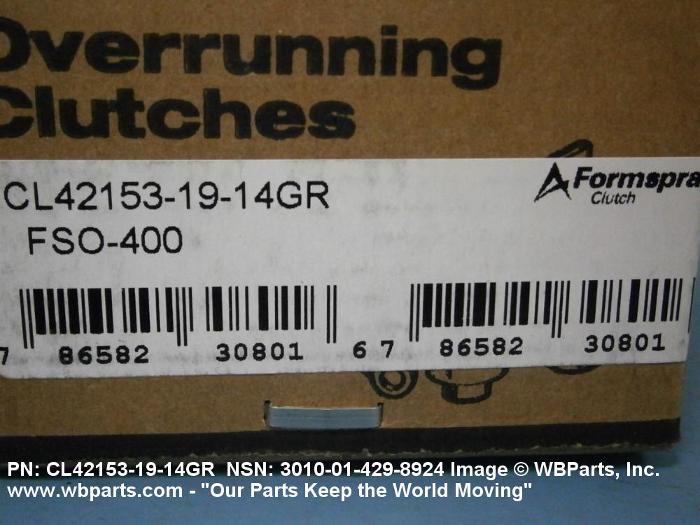 Overrunning
Clutches
CL42153-19-14GR
FSO-400
Formspra
Clutch
7 86582 30801 6 7 86582 30801
PN: CL42153-19-14GR NSN: 3010-01-429-8924 Image © WBParts, Inc.
www.wbparts.com - "Our Parts Keep the World Moving"